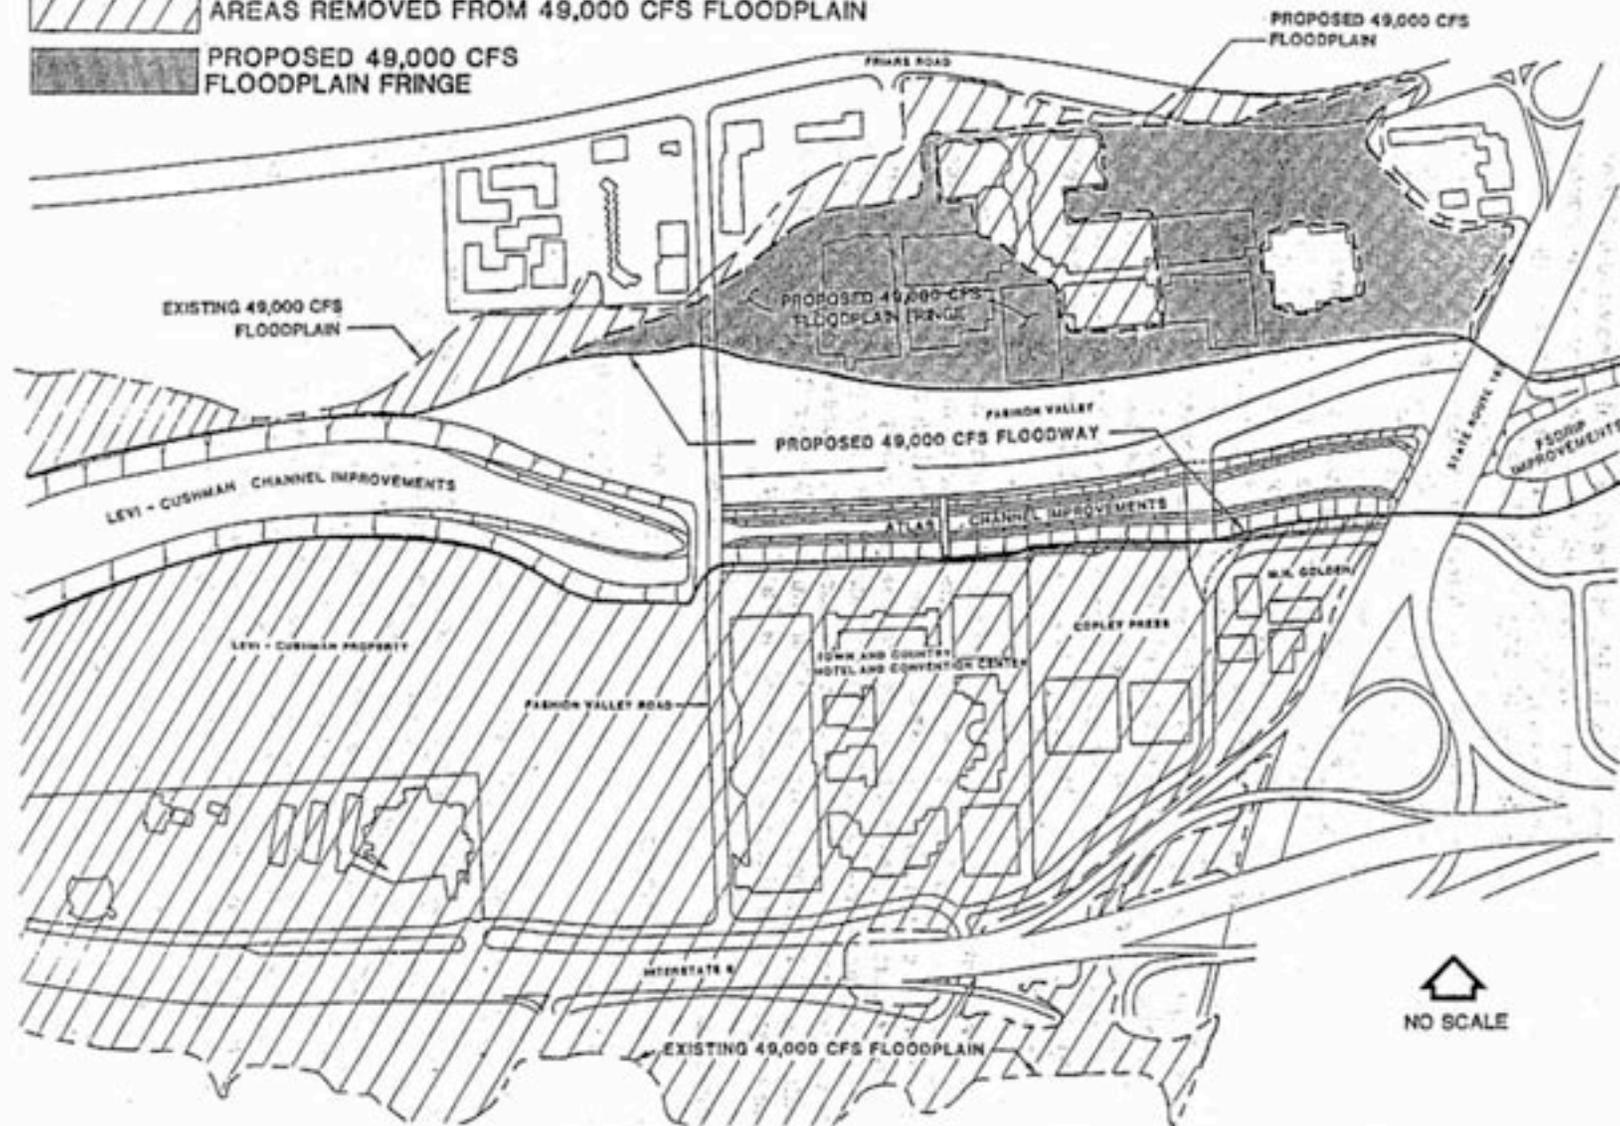 AREAS REMOVED FROM 49,000 CFS FLOODPLAIN
PROPOSED 49,000 CFS
FLOODPLAIN FRINGE
PROPOSED 49,000 CFS
FLOODPLAIN
FRIARS ROAD
EXISTING 49,000 CFS
FLOODPLAIN
PROPOSED 49,000 CFS
FLOODPLAIN FRINGE
FASHION VALLEY
PROPOSED 49,000 CFS FLOODWAY
STATE ROUTE 163
FSDRIP
IMPROVEMENTS
LEVI - CUSHMAN CHANNEL IMPROVEMENTS
ATLAS CHANNEL IMPROVEMENTS
M.H. GOLDEN
LEVI - CUSHMAN PROPERTY
TOWN AND COUNTRY
HOTEL AND CONVENTION CENTER
COPLEY PRESS
FASHION VALLEY ROAD
INTERSTATE 8
EXISTING 49,000 CFS FLOODPLAIN
NO SCALE